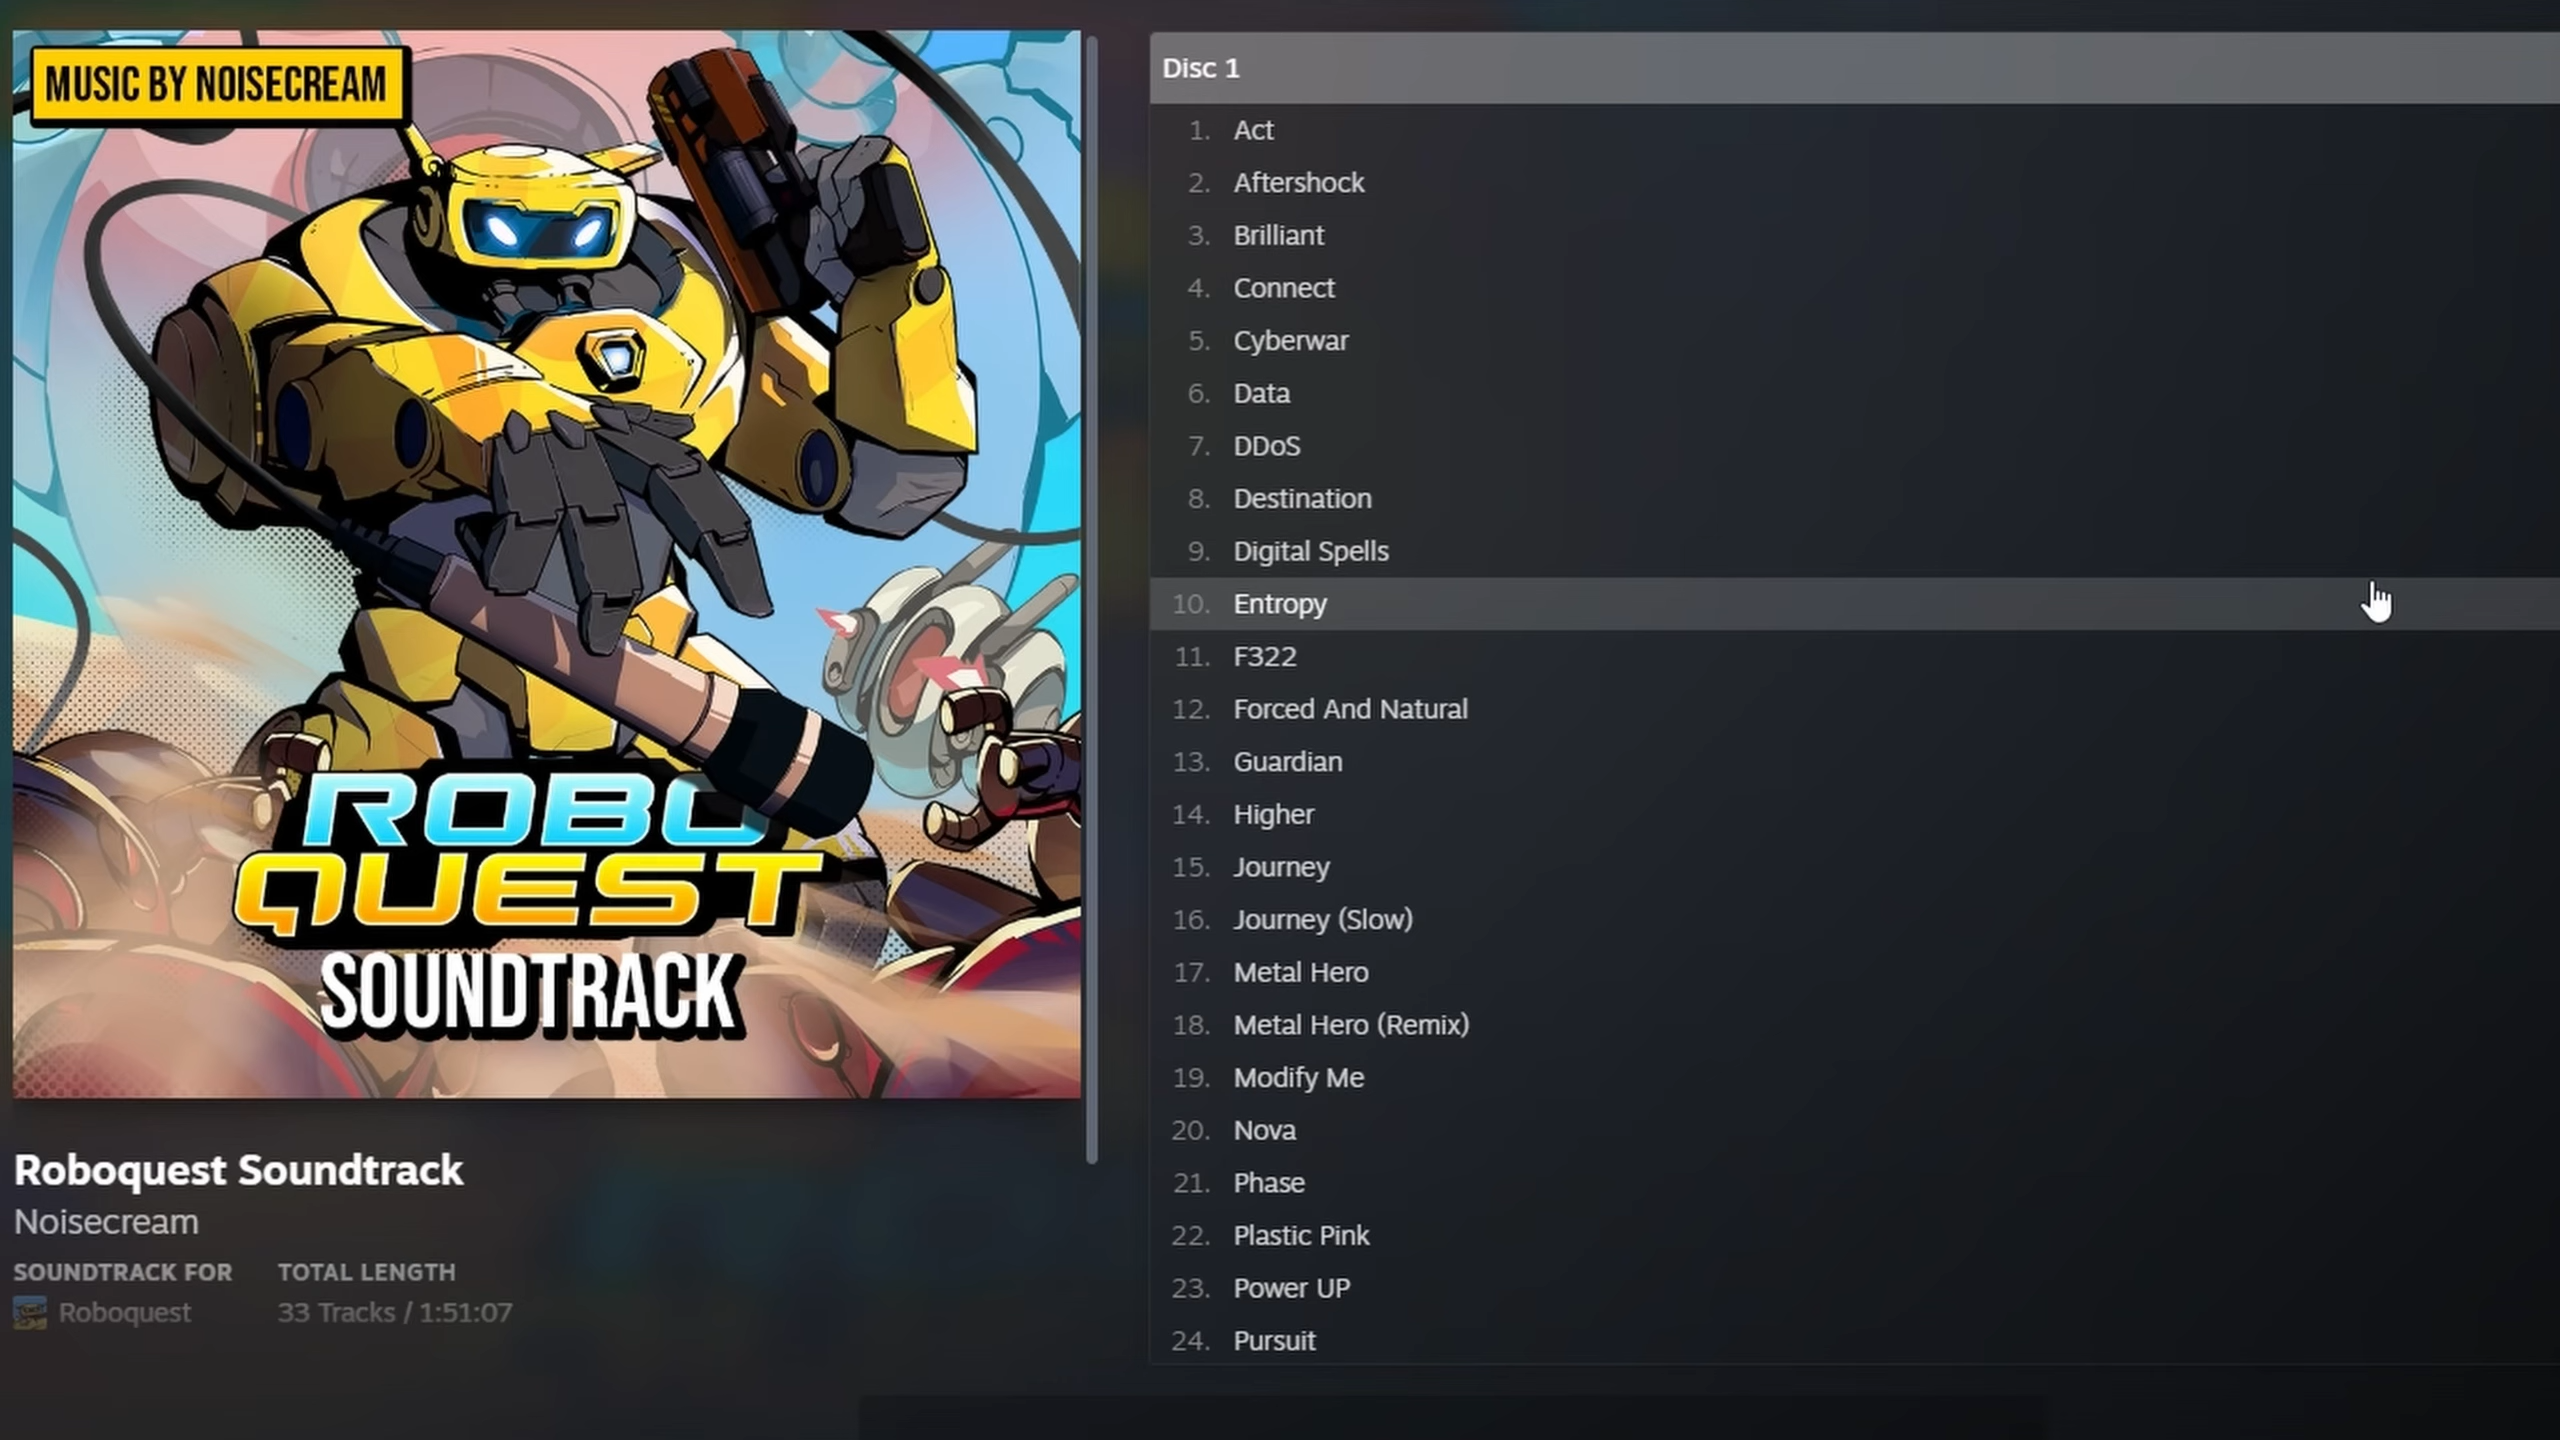 MUSIC BY NOISECREAM
ROBO
QUEST
SOUNDTRACK
Roboquest Soundtrack
Noisecream
SOUNDTRACK FOR TOTAL LENGTH
Roboquest 33 Tracks / 1:51:07
Disc 1
1. Act
2. Aftershock
3. Brilliant
4. Connect
5. Cyberwar
6. Data
7. DDoS
8. Destination
9. Digital Spells
10. Entropy
11. F322
12. Forced And Natural
13. Guardian
14. Higher
15. Journey
16. Journey (Slow)
17. Metal Hero
18. Metal Hero (Remix)
19. Modify Me
20. Nova
21. Phase
22. Plastic Pink
23. Power UP
24. Pursuit